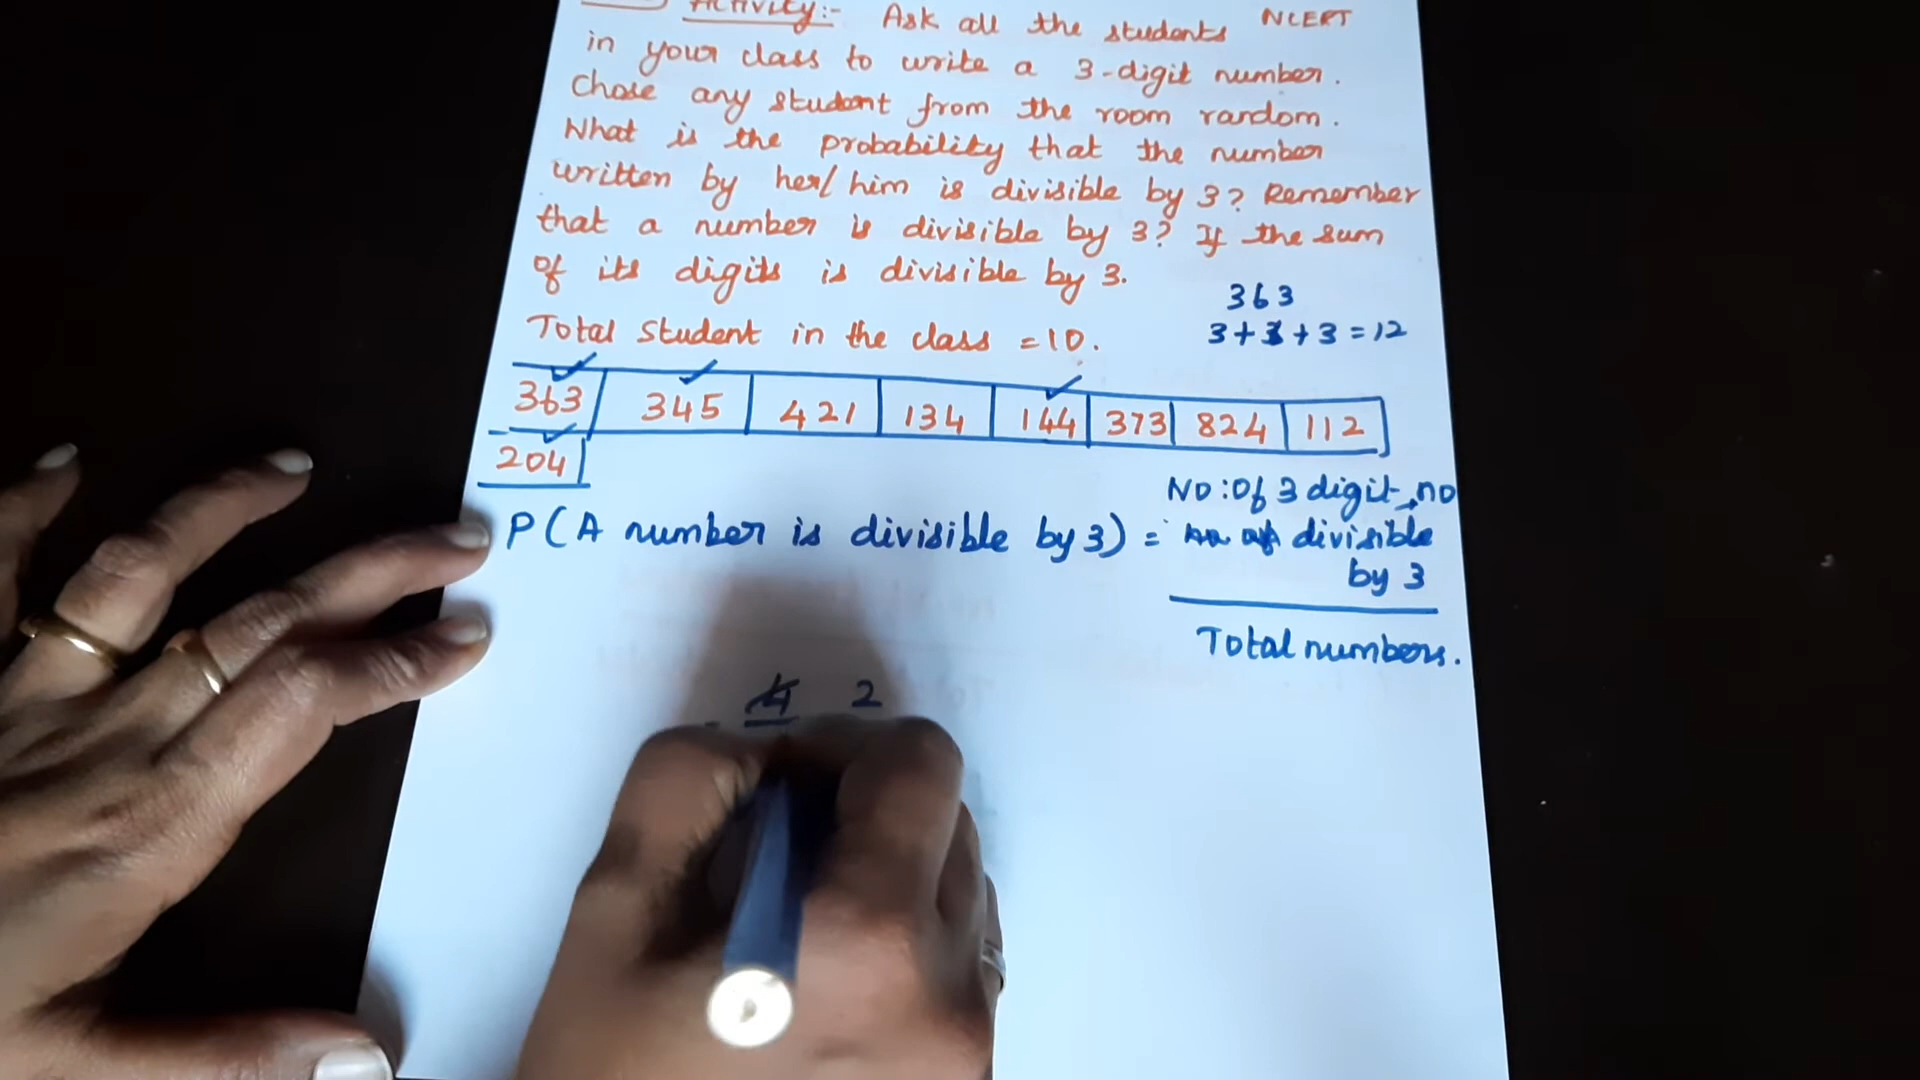 Activity:- Ask all the students NCERT
in your class to write a 3-digit number.
Chose any student from the room random.
What is the probability that the number
written by her/him is divisible by 3? Remember
that a number is divisible by 3? If the sum
of its digits is divisible by 3.
363
Total Student in the class = 10.
3+3+3=12
363 345 421 134 144 373 824 112
204
No: Of 3 digit no
P(A number is divisible by 3) = divisible
by 3
Total numbers.
= 4 2